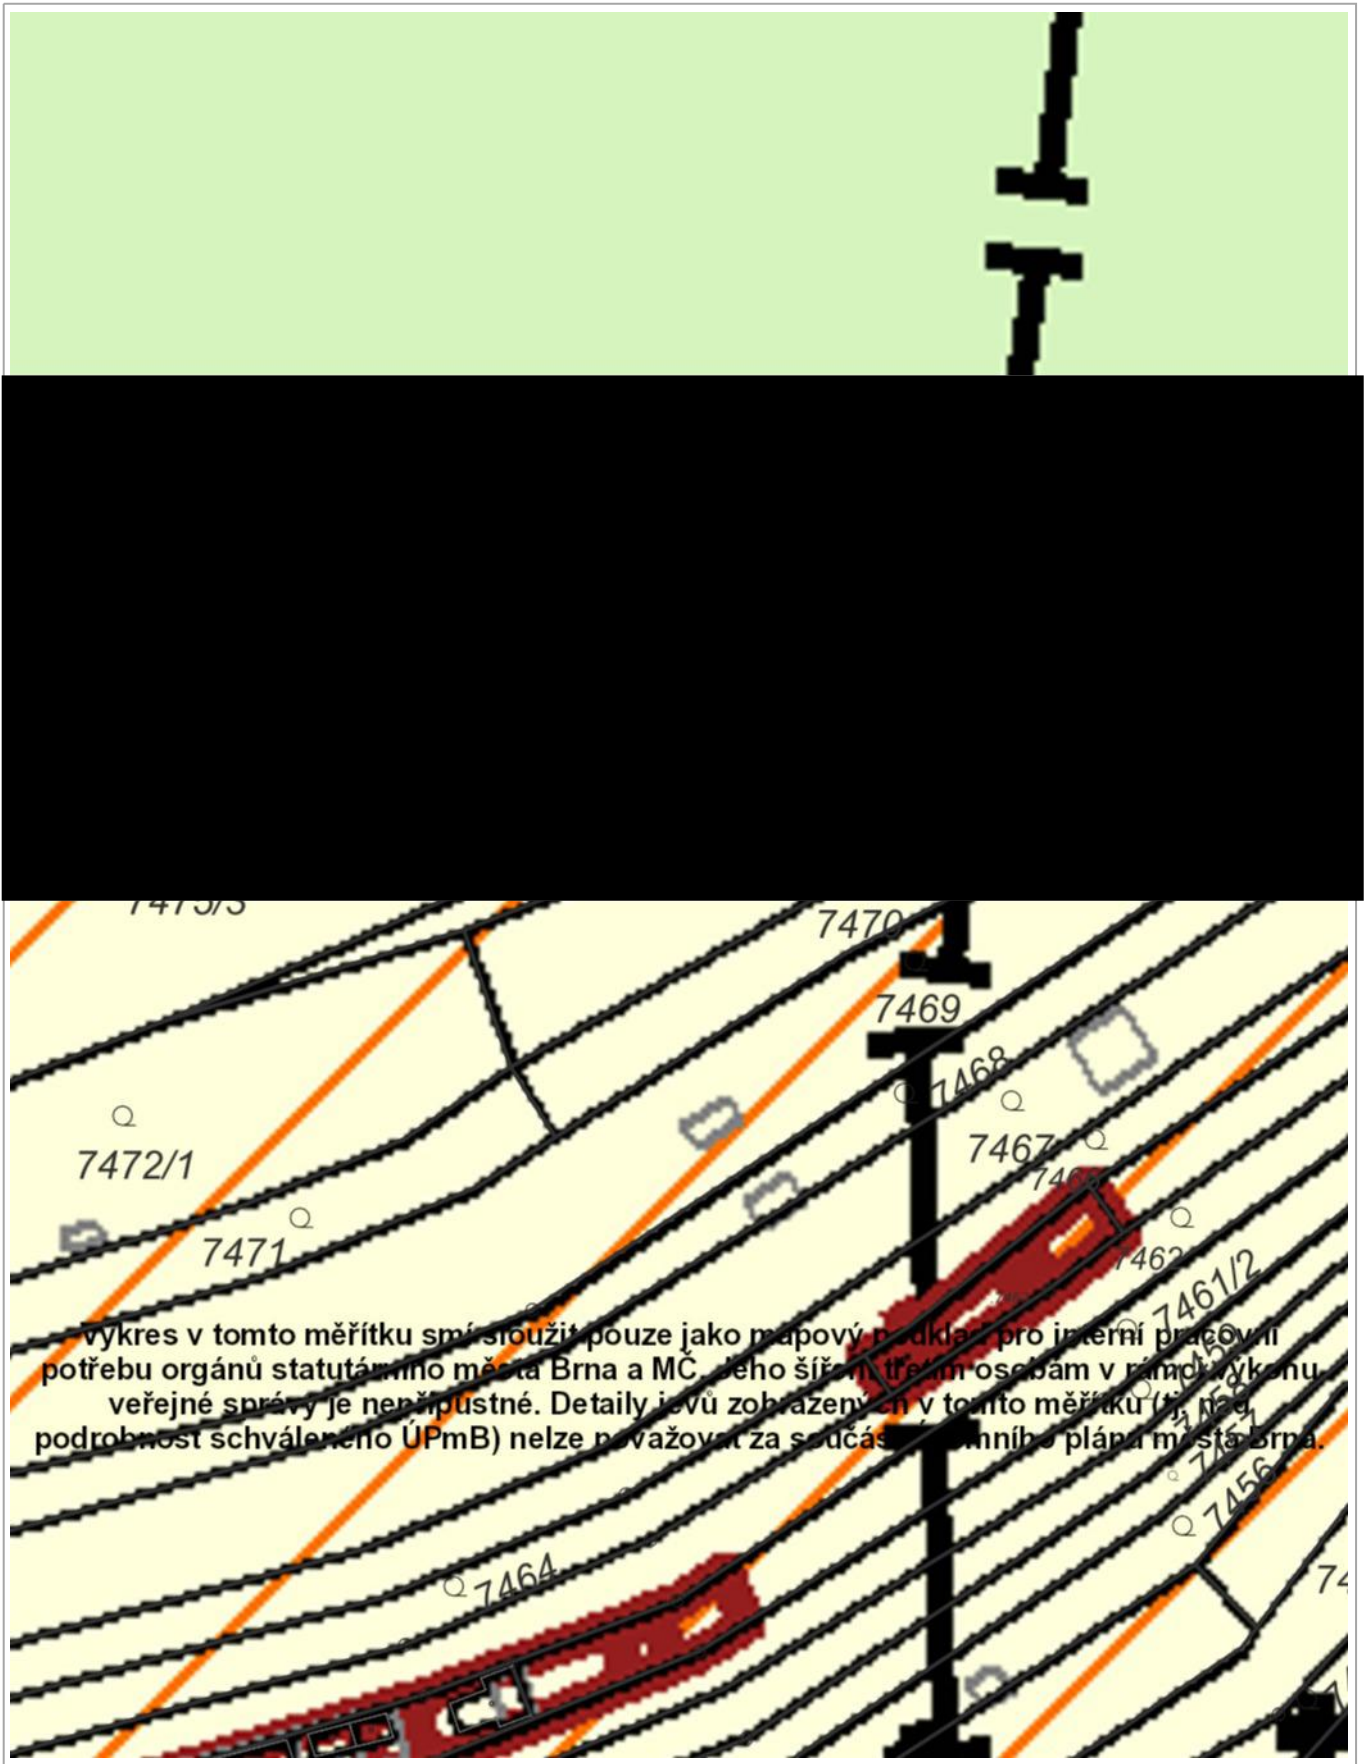 7470
7469
7468
7467
7472/1
7471
7461/2
Výkres v tomto měřítku smí sloužit pouze jako mapový podklad pro interní pracovní
potřebu orgánů statutárního města Brna a MČ. Jeho šíření třetím osobám v rámci výkonu
veřejné správy je nepřípustné. Detaily jevů zobrazených v tomto měřítku (tj. nad
podrobnost schváleného ÚPmB) nelze považovat za součást územního plánu města Brna.
7456
7464